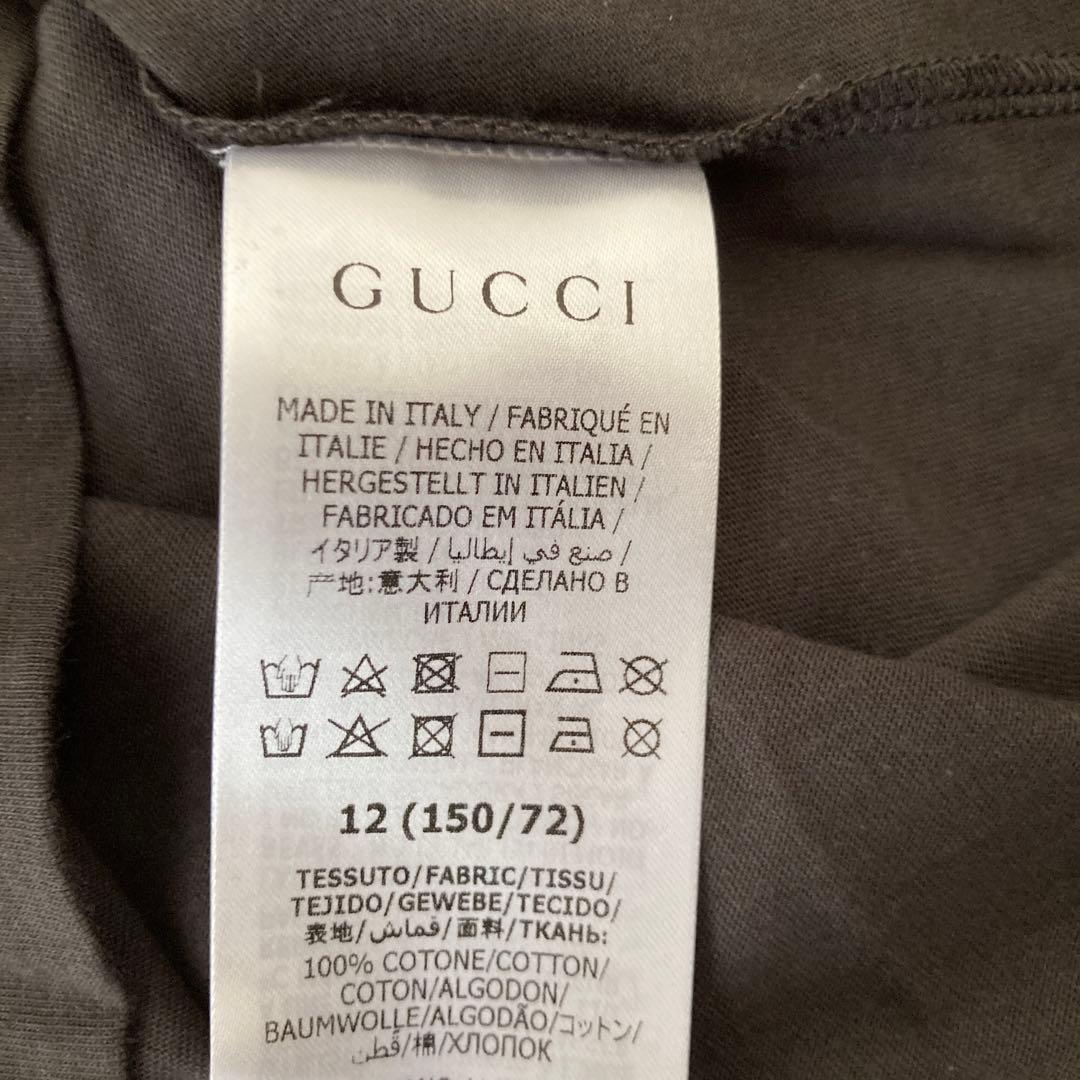 GUCCI
MADE IN ITALY / FABRIQUÉ EN
ITALIE / HECHO EN ITALIA /
HERGESTELLT IN ITALIEN /
FABRICADO EM ITÁLIA /
イタリア製 / صنع في إيطاليا /
产地:意大利 / СДЕЛАНО В
ИТАЛИИ
12 (150/72)
TESSUTO/FABRIC/TISSU/
TEJIDO/GEWEBE/TECIDO/
表地/قماش/面料/ТКАНЬ:
100% COTONE/COTTON/
COTON/ALGODON/
BAUMWOLLE/ALGODÃO/コットン/
قطن/棉/ХЛОПОК